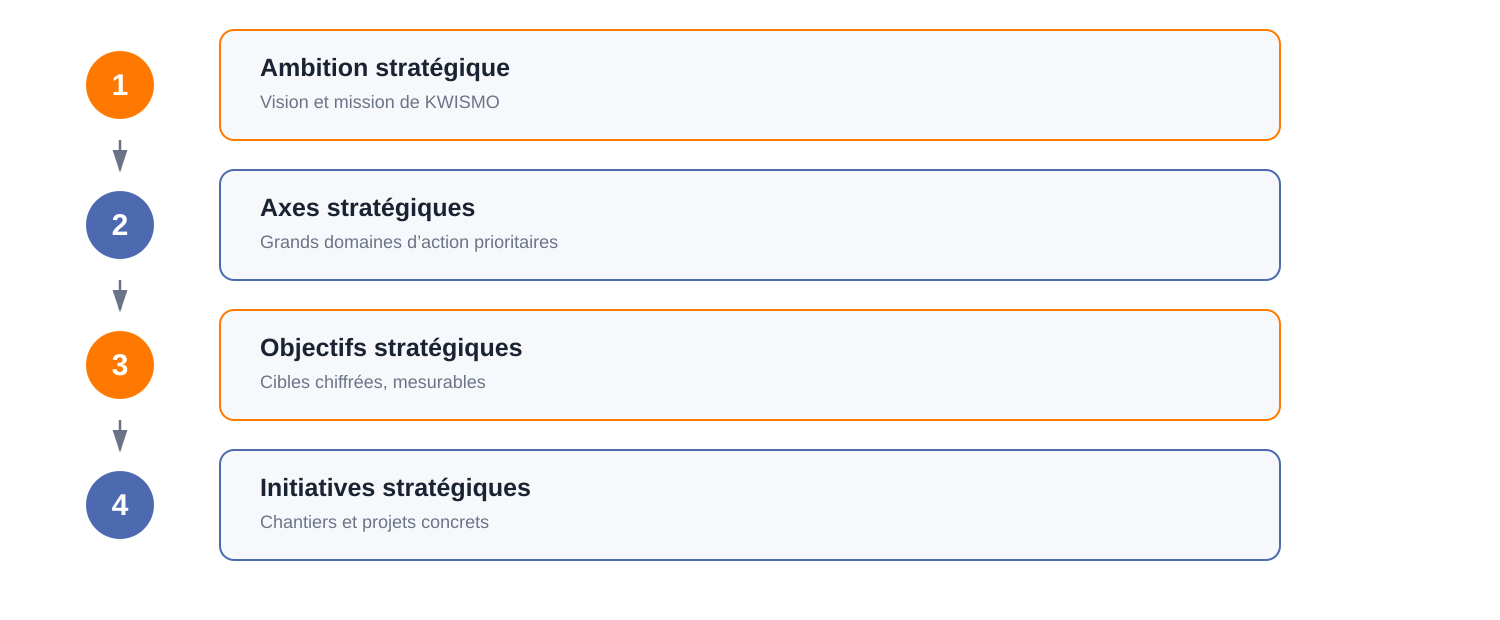 1
Ambition stratégique
Vision et mission de KWISMO
2
Axes stratégiques
Grands domaines d’action prioritaires
3
Objectifs stratégiques
Cibles chiffrées, mesurables
4
Initiatives stratégiques
Chantiers et projets concrets